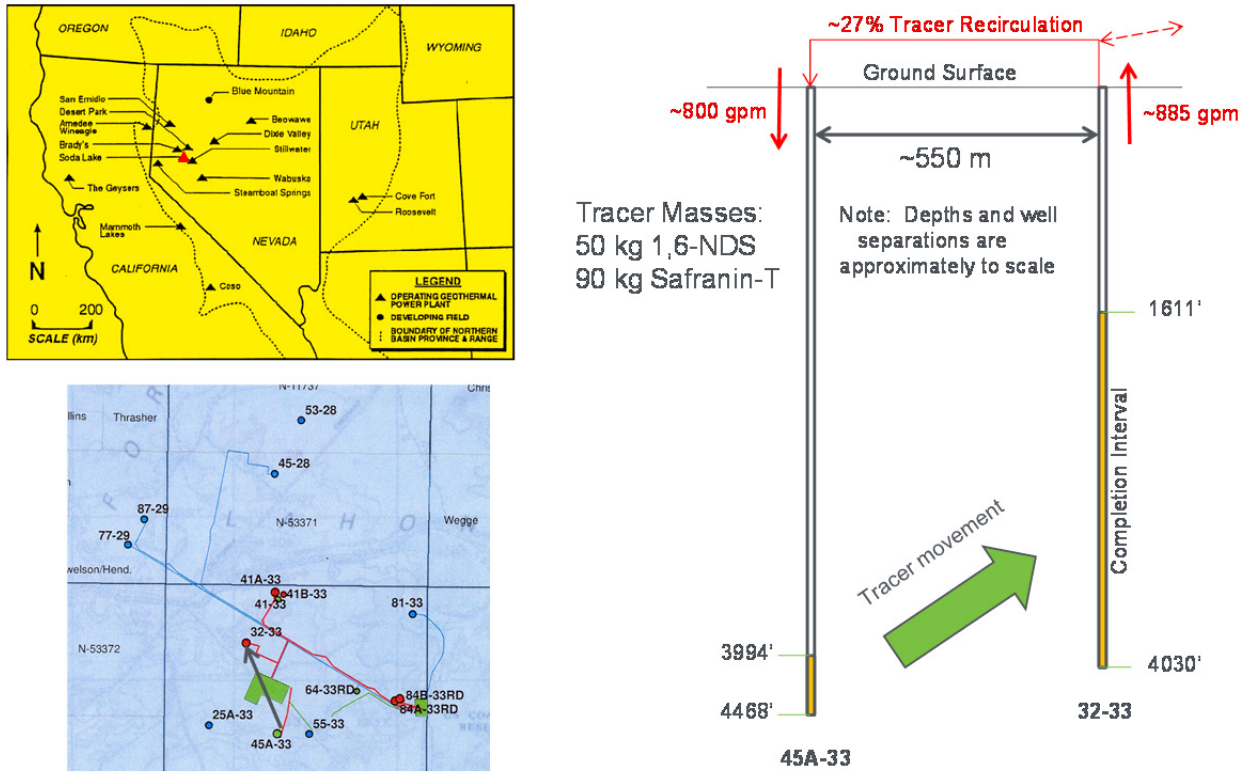 OREGON
IDAHO
WYOMING
Blue Mountain
San Emidio
Desert Park
Amedee
Wineagle
Brady's
Soda Lake
Beowawe
Dixie Valley
Stillwater
UTAH
The Geysers
Wabuska
Steamboat Springs
Cove Fort
Roosevelt
Mammoth
Lakes
NEVADA
N
CALIFORNIA
Coso
0 200
SCALE (km)
LEGEND
OPERATING GEOTHERMAL
POWER PLANT
DEVELOPING FIELD
BOUNDARY OF NORTHERN
BASIN PROVINCE & RANGE
~27% Tracer Recirculation
Ground Surface
~800 gpm
~885 gpm
~550 m
Tracer Masses:
50 kg 1,6-NDS
90 kg Safranin-T
Note: Depths and well
separations are
approximately to scale
1611'
Completion Interval
Tracer movement
3994'
4030'
4468'
32-33
45A-33
N-11737
Chris
llins
Thrasher
53-28
F O R
45-28
87-29
N-53371
Wegge
L A H O N
77-29
welson/Hend.
41A-33
41B-33
41-33
81-33
32-33
N-53372
64-33RD
84B-33RD
84A-33RD
25A-33
55-33
45A-33